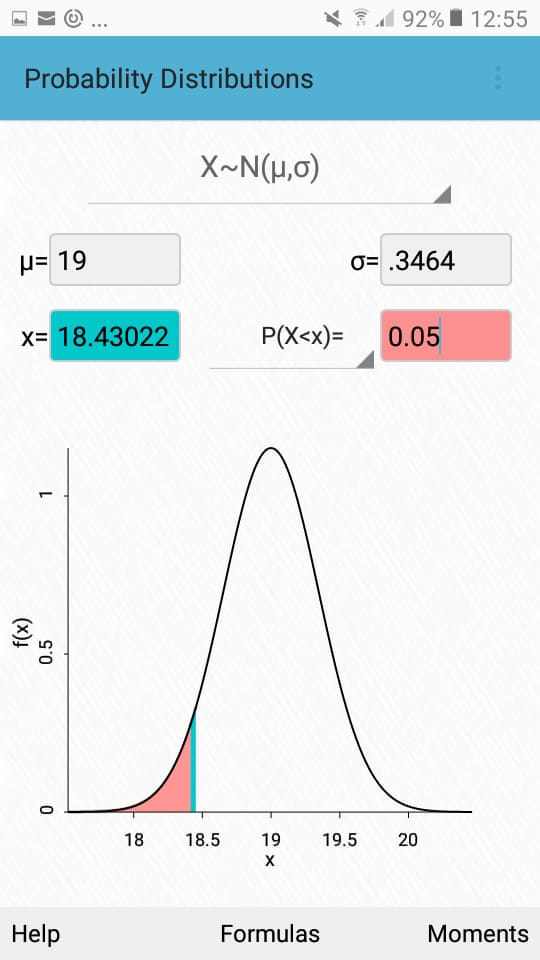 ... 92% 12:55
Probability Distributions
X~N(μ,σ)
μ= 19 σ= .3464
x= 18.43022 P(X<x)= 0.05
1
0.5
f(x)
0
18 18.5 19 19.5 20
x
Help Formulas Moments